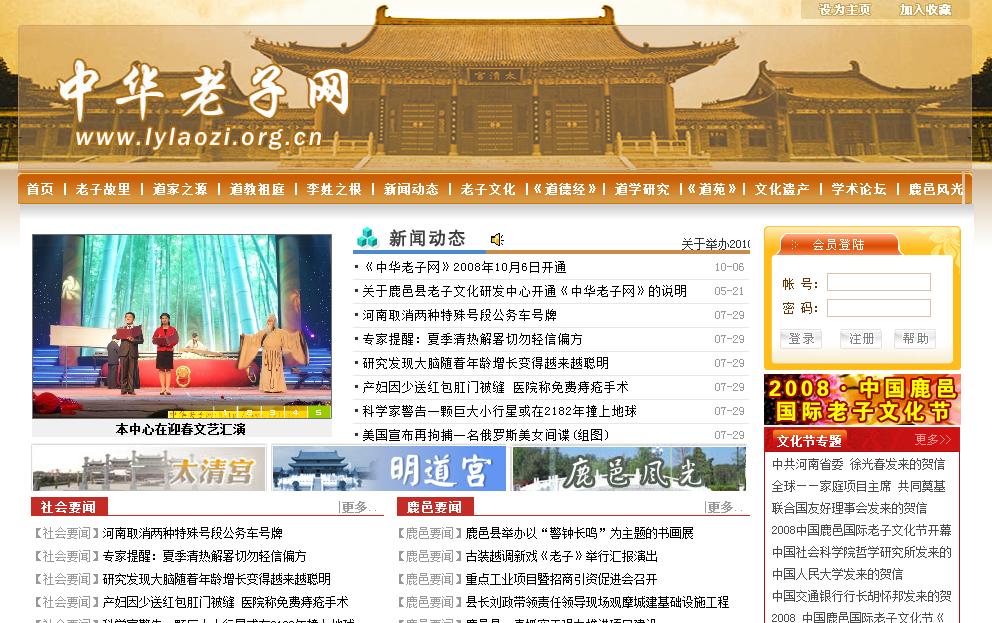 设为主页 加入收藏
太清宫
中华老子网
www.lylaozi.org.cn
首页 | 老子故里 | 道家之源 | 道教祖庭 | 李姓之根 | 新闻动态 | 老子文化 | 《道德经》 | 道学研究 | 《道苑》 | 文化遗产 | 学术论坛 | 鹿邑风光
3 4 5
本中心在迎春文艺汇演
新闻动态
关于举办201
·《中华老子网》2008年10月6日开通 10-06
·关于鹿邑县老子文化研发中心开通《中华老子网》的说明 05-21
·河南取消两种特殊号段公务车号牌 07-29
·专家提醒：夏季清热解署切勿轻信偏方 07-29
·研究发现大脑随着年龄增长变得越来越聪明 07-29
·产妇因少送红包肛门被缝 医院称免费痔疮手术 07-29
·科学家警告一颗巨大小行星或在2182年撞上地球 07-29
·美国宣布再拘捕一名俄罗斯美女间谍(组图) 07-29
会员登陆
帐 号：
密 码：
登录 注册 帮助
2008·中国鹿邑
国际老子文化节
太清宫 明道宫 鹿邑风光
社会要闻 |更多..
【社会要闻】河南取消两种特殊号段公务车号牌
【社会要闻】专家提醒：夏季清热解署切勿轻信偏方
【社会要闻】研究发现大脑随着年龄增长变得越来越聪明
【社会要闻】产妇因少送红包肛门被缝 医院称免费痔疮手术
鹿邑要闻 |更多..
【鹿邑要闻】鹿邑县举办以“警钟长鸣”为主题的书画展
【鹿邑要闻】古装越调新戏《老子》举行汇报演出
【鹿邑要闻】重点工业项目暨招商引资促进会召开
【鹿邑要闻】县长刘政带领责任领导现场观摩城建基础设施工程
文化节专题 更多>>
中共河南省委 徐光春发来的贺信
全球一一家庭项目主席 共同奠基
联合国友好理事会发来的贺信
2008中国鹿邑国际老子文化节开幕
中国社会科学院哲学研究所发来的
中国人民大学发来的贺信
中国交通银行行长胡怀邦发来的贺
2008 中国鹿邑国际老子文化节《